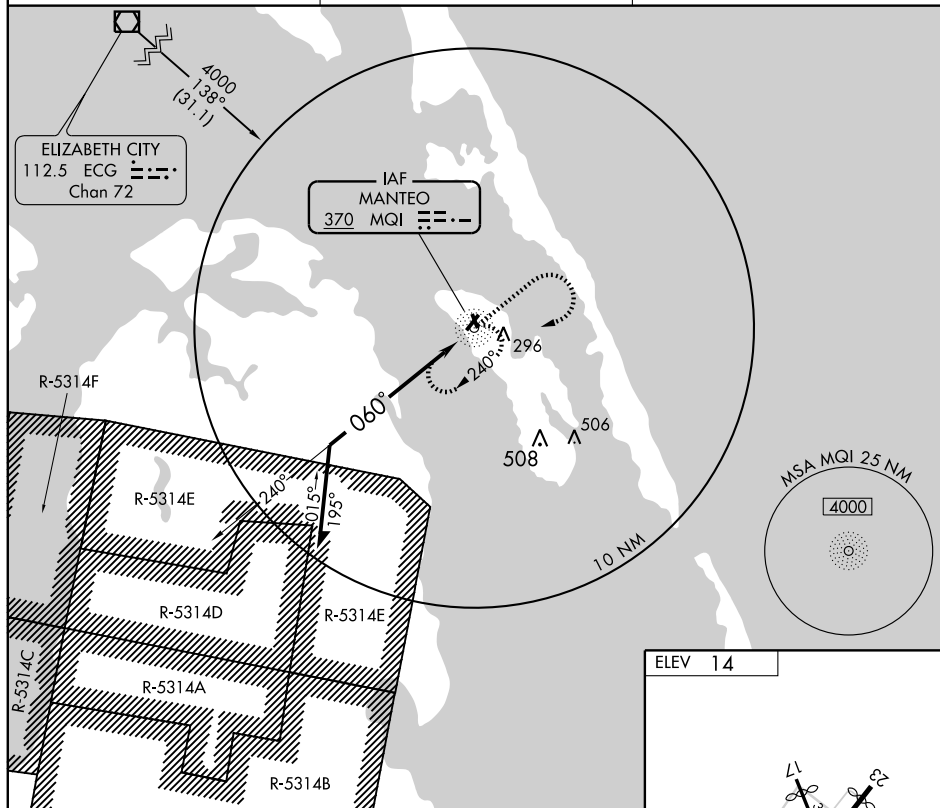 4000
138°
(31.1)
ELIZABETH CITY
112.5 ECG
Chan 72
IAF
MANTEO
370 MQI
296
240°
060°
R-5314F
506
508
240°
015°
195°
R-5314E
MSA MQI 25 NM
4000
10 NM
R-5314D
R-5314E
R-5314C
R-5314A
R-5314B
ELEV 14
17
23